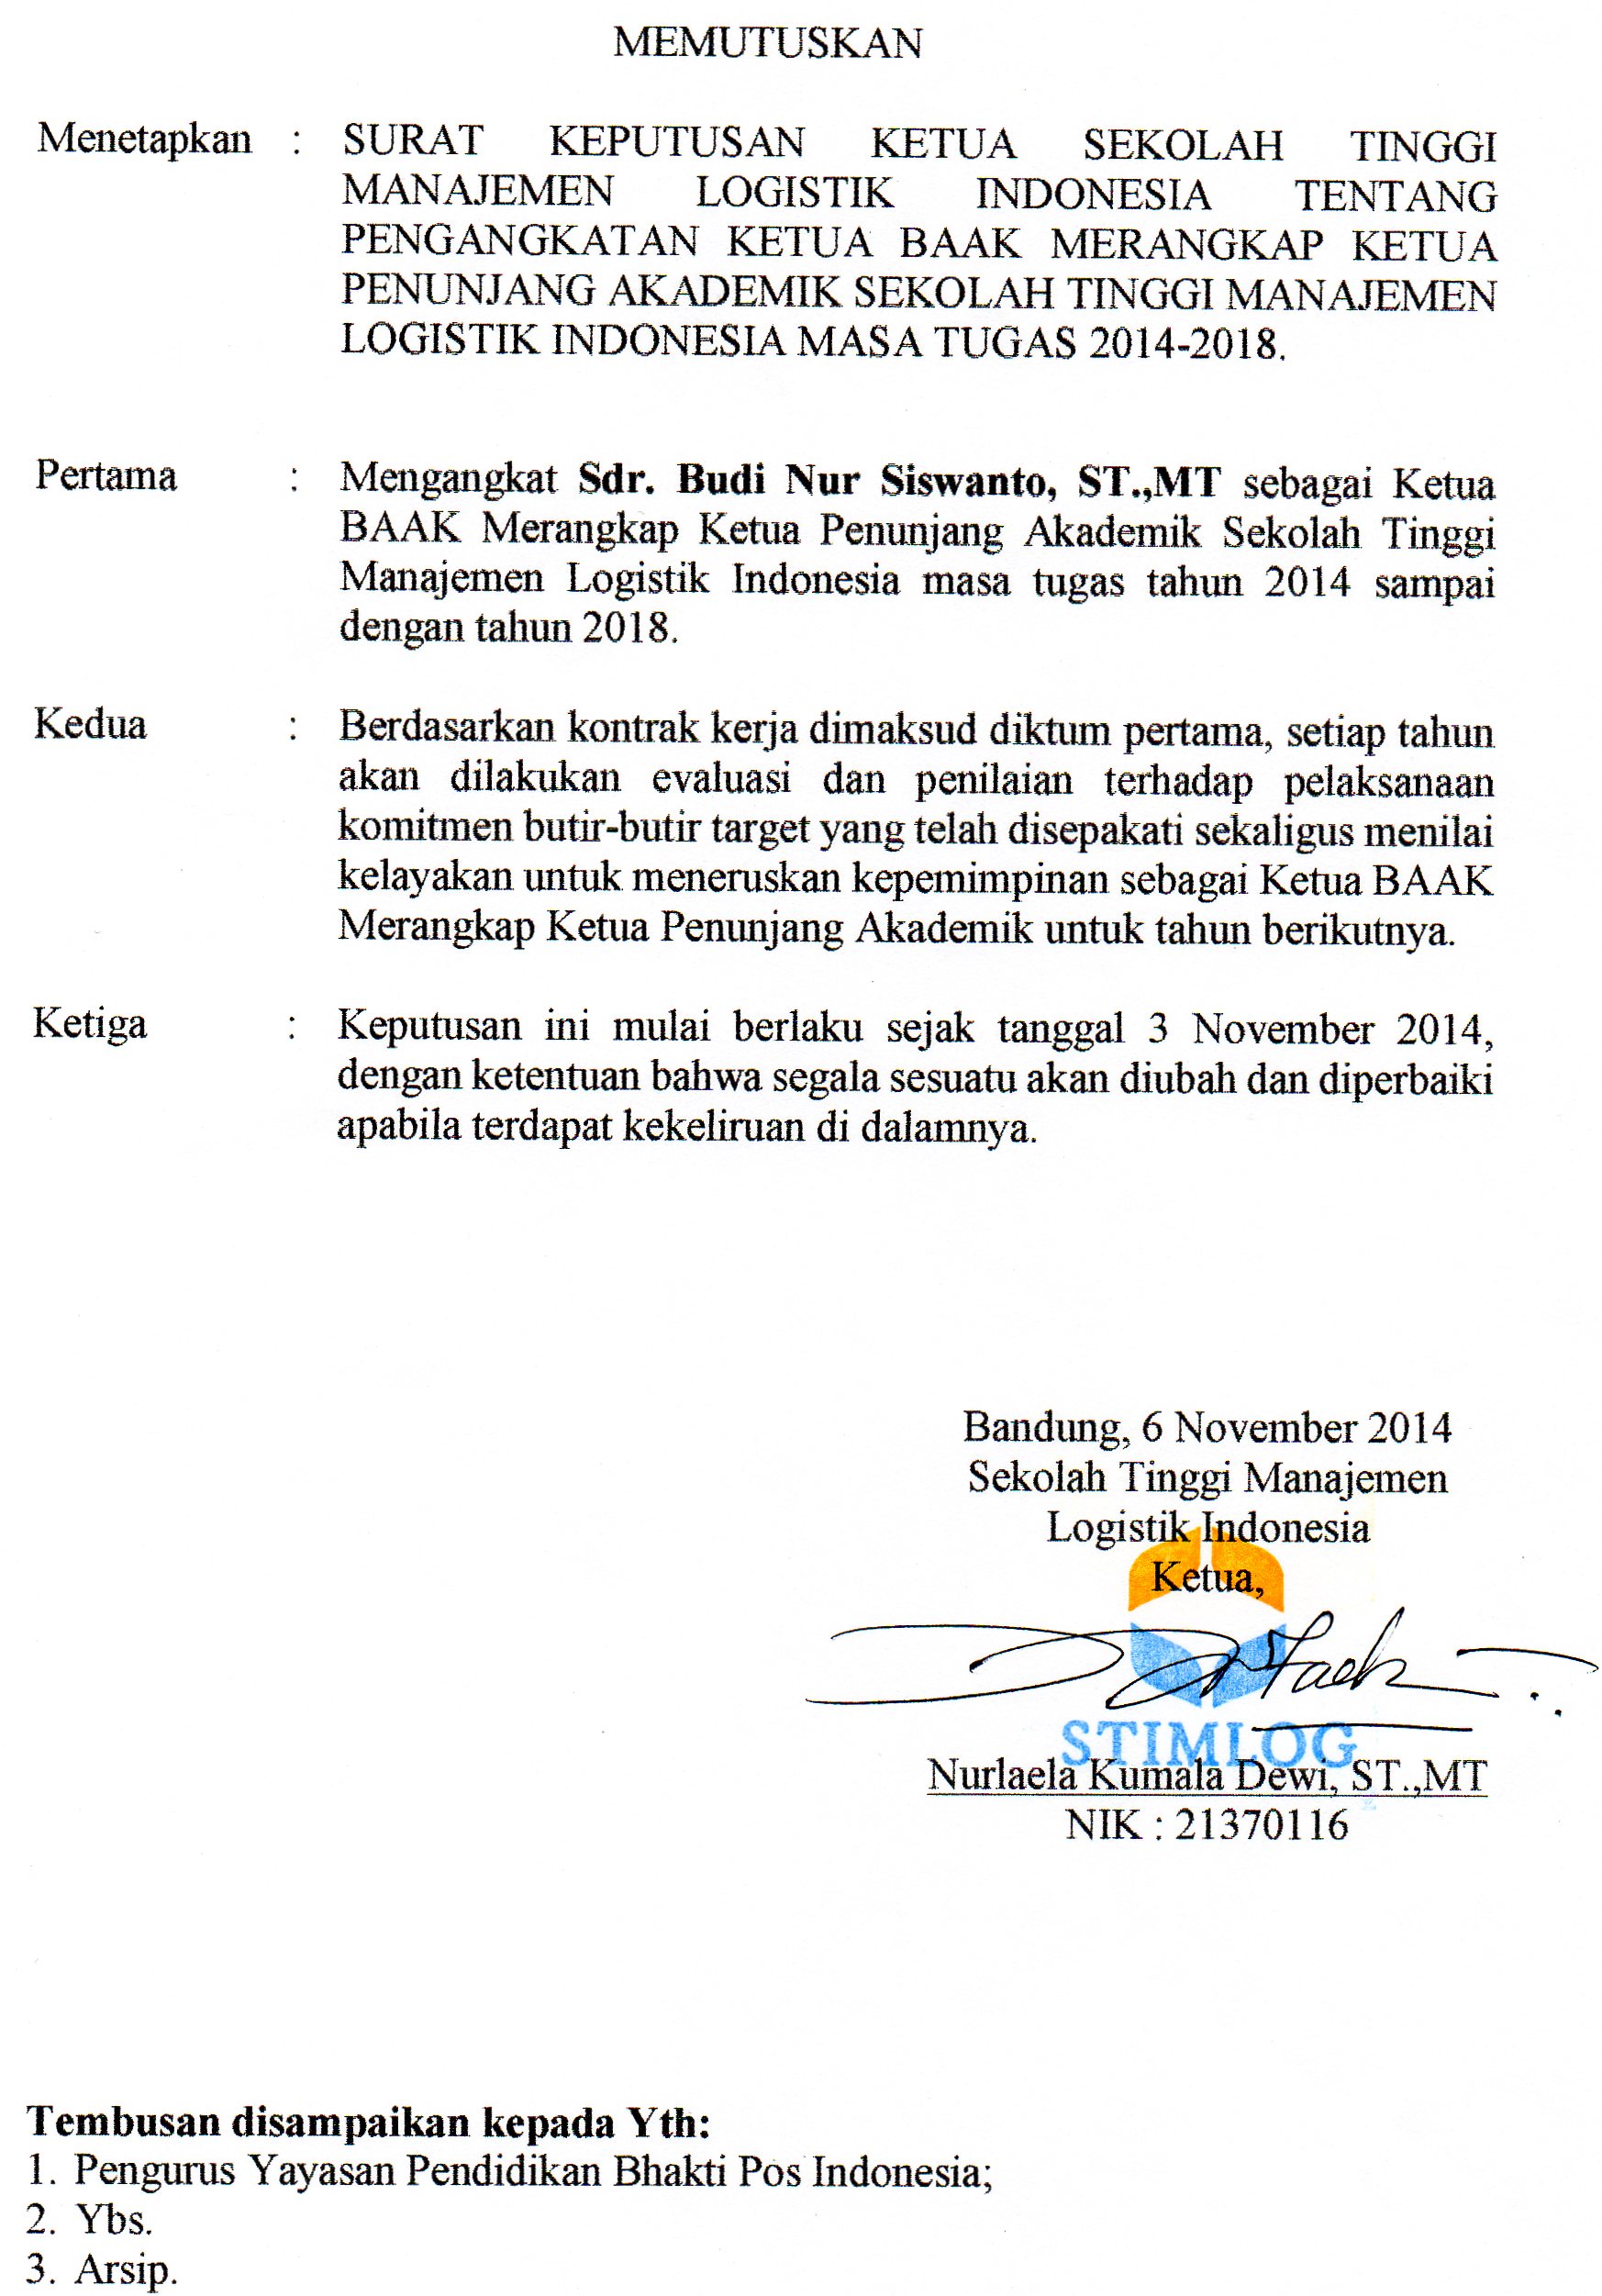 MEMUTUSKAN
Menetapkan : SURAT KEPUTUSAN KETUA SEKOLAH TINGGI
MANAJEMEN LOGISTIK INDONESIA TENTANG
PENGANGKATAN KETUA BAAK MERANGKAP KETUA
PENUNJANG AKADEMIK SEKOLAH TINGGI MANAJEMEN
LOGISTIK INDONESIA MASA TUGAS 2014-2018.
Pertama : Mengangkat Sdr. Budi Nur Siswanto, ST.,MT sebagai Ketua
BAAK Merangkap Ketua Penunjang Akademik Sekolah Tinggi
Manajemen Logistik Indonesia masa tugas tahun 2014 sampai
dengan tahun 2018.
Kedua : Berdasarkan kontrak kerja dimaksud diktum pertama, setiap tahun
akan dilakukan evaluasi dan penilaian terhadap pelaksanaan
komitmen butir-butir target yang telah disepakati sekaligus menilai
kelayakan untuk meneruskan kepemimpinan sebagai Ketua BAAK
Merangkap Ketua Penunjang Akademik untuk tahun berikutnya.
Ketiga : Keputusan ini mulai berlaku sejak tanggal 3 November 2014,
dengan ketentuan bahwa segala sesuatu akan diubah dan diperbaiki
apabila terdapat kekeliruan di dalamnya.
Bandung, 6 November 2014
Sekolah Tinggi Manajemen
Logistik Indonesia
Ketua,
STIMLOG
Nurlaela Kumala Dewi, ST.,MT
NIK : 21370116
Tembusan disampaikan kepada Yth:
1. Pengurus Yayasan Pendidikan Bhakti Pos Indonesia;
2. Ybs.
3. Arsip.